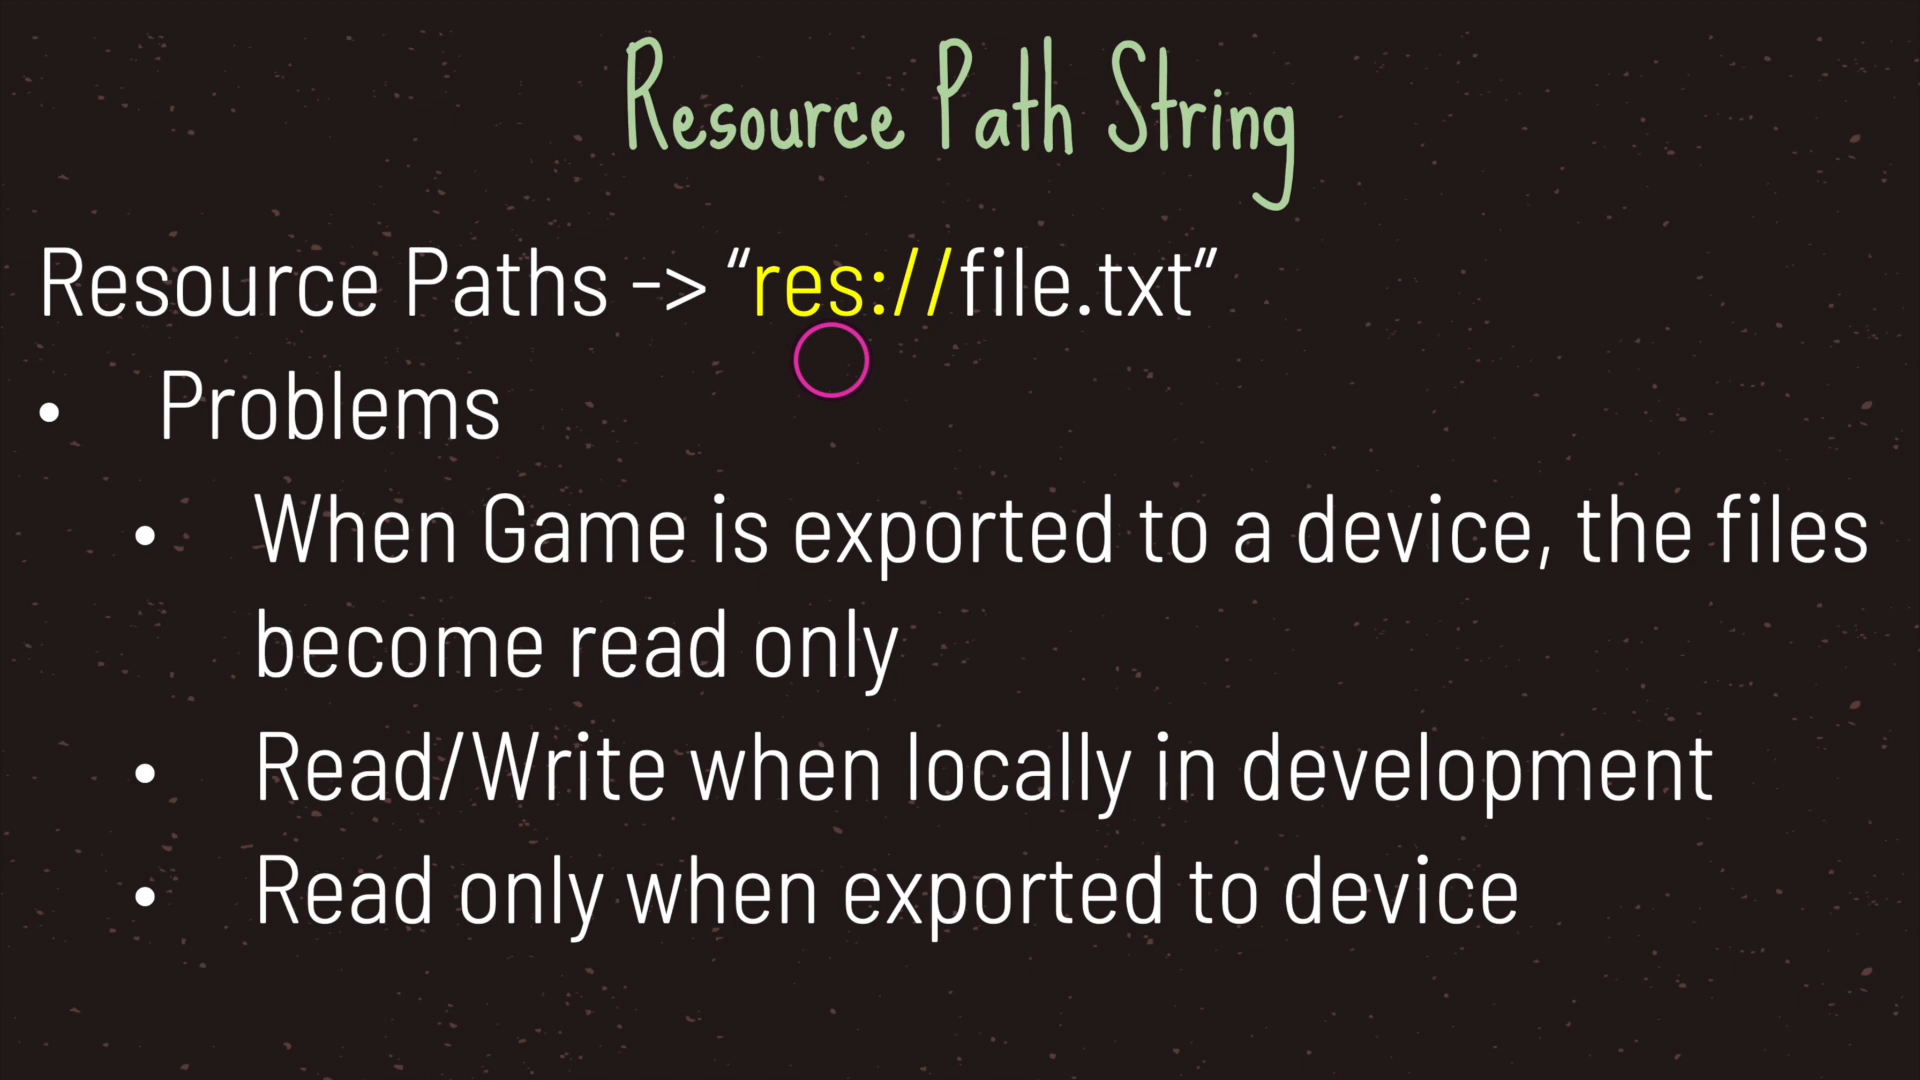 Resource Path String
Resource Paths -> “res://file.txt”
• Problems
• When Game is exported to a device, the files
become read only
• Read/Write when locally in development
• Read only when exported to device